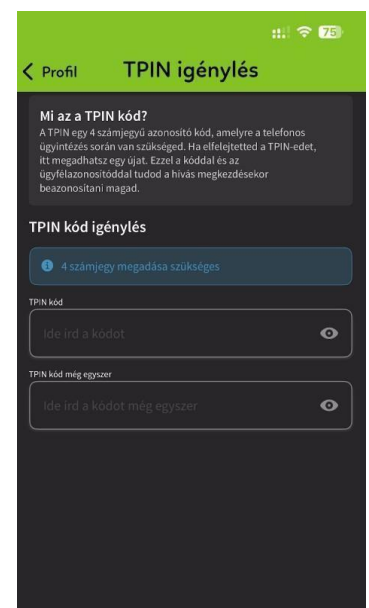 75
Profil
TPIN igénylés
Mi az a TPIN kód?
A TPIN egy 4 számjegyű azonosító kód, amelyre a telefonos
ügyintézés során van szükséged. Ha elfelejtetted a TPIN-edet,
itt megadhatsz egy újat. Ezzel a kóddal és az
ügyfélazonosítóddal tudod a hívás megkezdésekor
beazonosítani magad.
TPIN kód igénylés
4 számjegy megadása szükséges
TPIN kód
Ide írd a kódot
TPIN kód még egyszer
Ide írd a kódot még egyszer